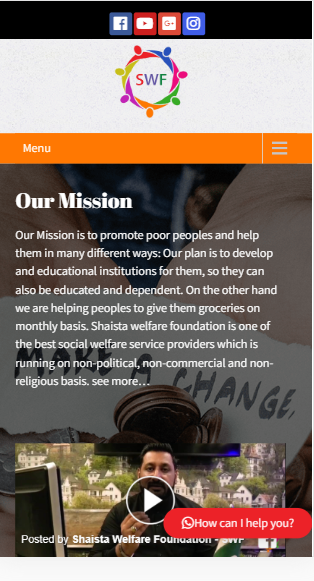 SWF
Menu
Our Mission
Our Mission is to promote poor peoples and help
them in many different ways: Our plan is to develop
and educational institutions for them, so they can
also be educated and dependent. On the other hand
we are helping peoples to give them groceries on
monthly basis. Shaista welfare foundation is one of
the best social welfare service providers which is
running on non-political, non-commercial and non-
religious basis. see more…
MAKE A CHANGE,
How can I help you?
Posted by Shaista Welfare Foundation - SWF